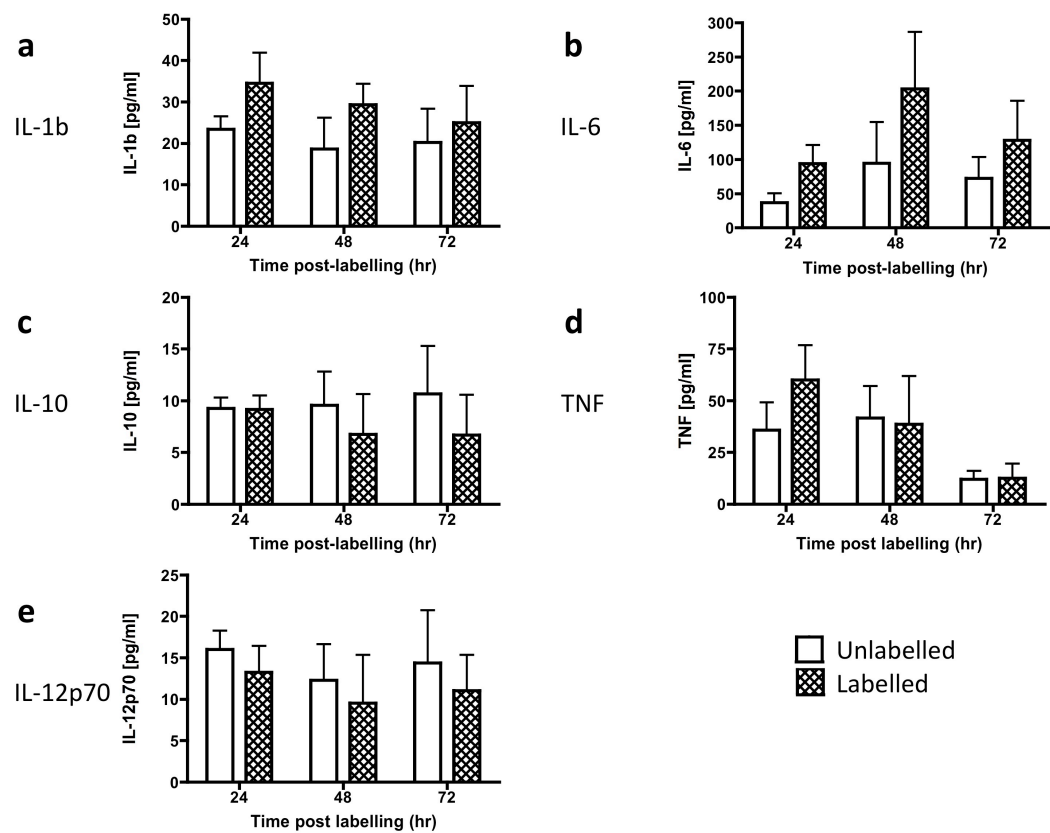 a
IL-1b
IL-1b [pg/ml]
50
40
30
20
10
0
24 48 72
Time post-labelling (hr)
b
IL-6
IL-6 [pg/ml]
300
250
200
150
100
50
0
24 48 72
Time post-labelling (hr)
c
IL-10
IL-10 [pg/ml]
20
15
10
5
0
24 48 72
Time post-labelling (hr)
d
TNF
TNF [pg/ml]
100
75
50
25
0
24 48 72
Time post labelling (hr)
e
IL-12p70
IL-12p70 [pg/ml]
25
20
15
10
5
0
24 48 72
Time post labelling (hr)
Unlabelled
Labelled